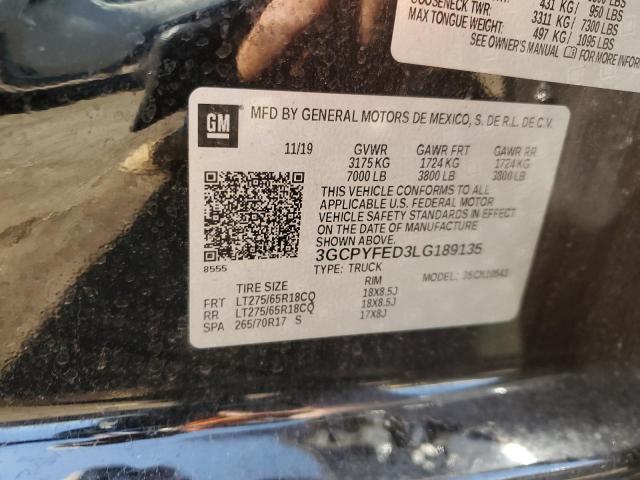 431 KG/ 950 LBS
GOOSENECK TWR: 3311 KG/ 7300 LBS
MAX TONGUE WEIGHT: 497 KG/ 1095 LBS
SEE OWNER'S MANUAL FOR MORE INFOR
GM MFD BY GENERAL MOTORS DE MEXICO, S. DE R.L. DE C.V.
11/19 GVWR GAWR FRT GAWR RR
3175 KG 1724 KG 1724 KG
7000 LB 3800 LB 3800 LB
THIS VEHICLE CONFORMS TO ALL
APPLICABLE U.S. FEDERAL MOTOR
VEHICLE SAFETY STANDARDS IN EFFECT
ON THE DATE OF MANUFACTURE
SHOWN ABOVE.
3GCPYFED3LG189135
8555
TYPE: TRUCK MODEL:
TIRE SIZE RIM
FRT LT275/65R18CQ 18X8.5J
RR LT275/65R18CQ 18X8.5J
SPA 265/70R17 S 17X8J